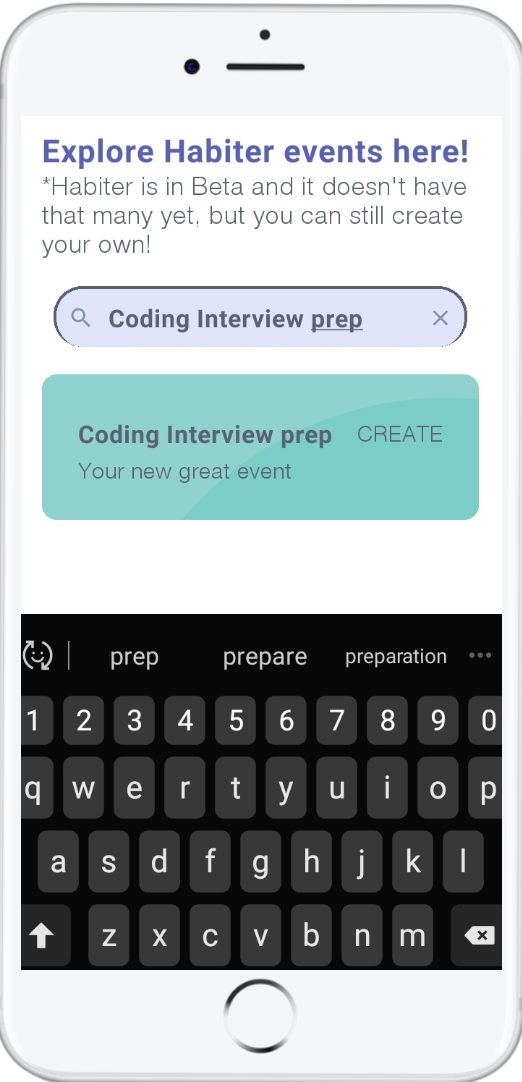 Explore Habiter events here!
*Habiter is in Beta and it doesn't have
that many yet, but you can still create
your own!
Coding Interview prep
Coding Interview prep CREATE
Your new great event
prep prepare preparation
1 2 3 4 5 6 7 8 9 0
q w e r t y u i o p
a s d f g h j k l
z x c v b n m